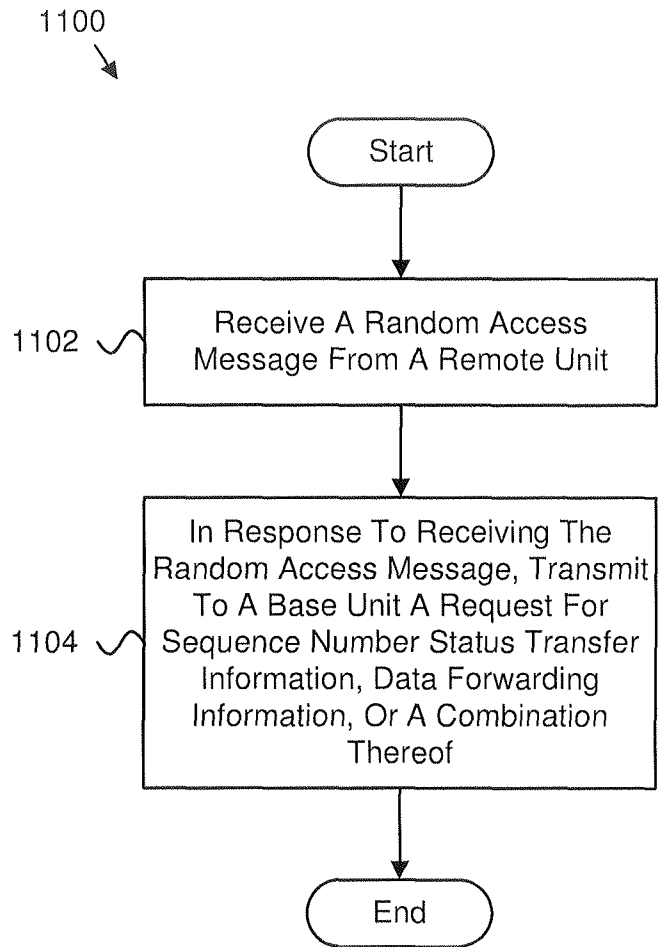 1100
Start
1102
Receive A Random Access
Message From A Remote Unit
1104
In Response To Receiving The
Random Access Message, Transmit
To A Base Unit A Request For
Sequence Number Status Transfer
Information, Data Forwarding
Information, Or A Combination
Thereof
End